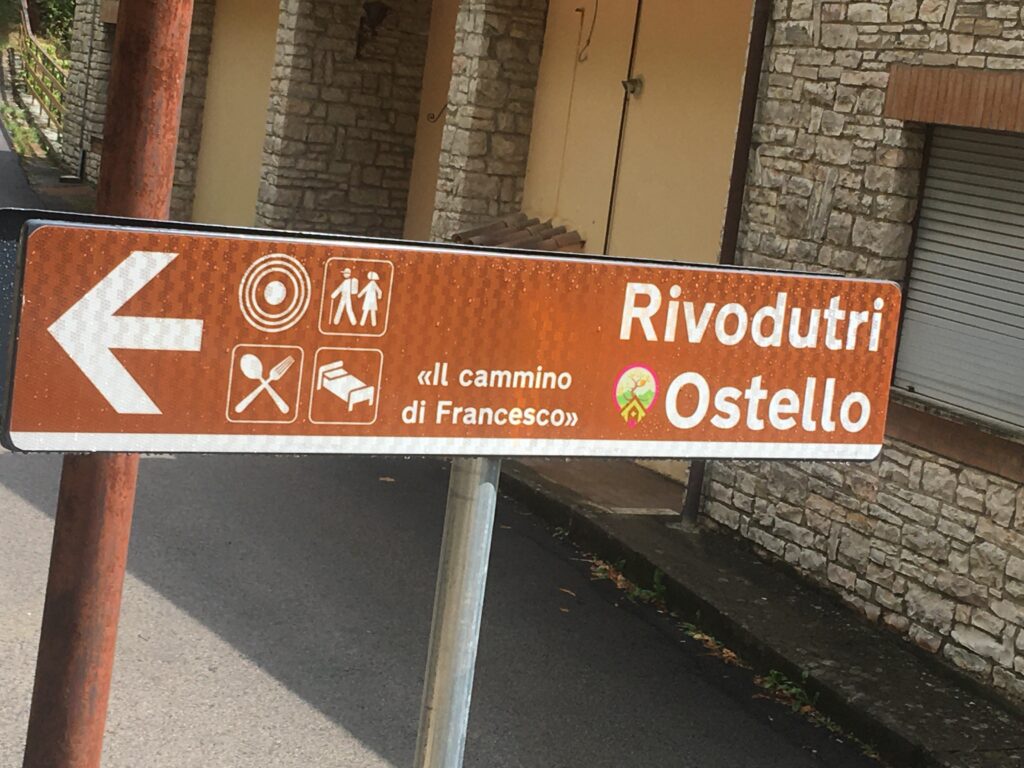 Rivodutri
«Il cammino
di Francesco»
Ostello